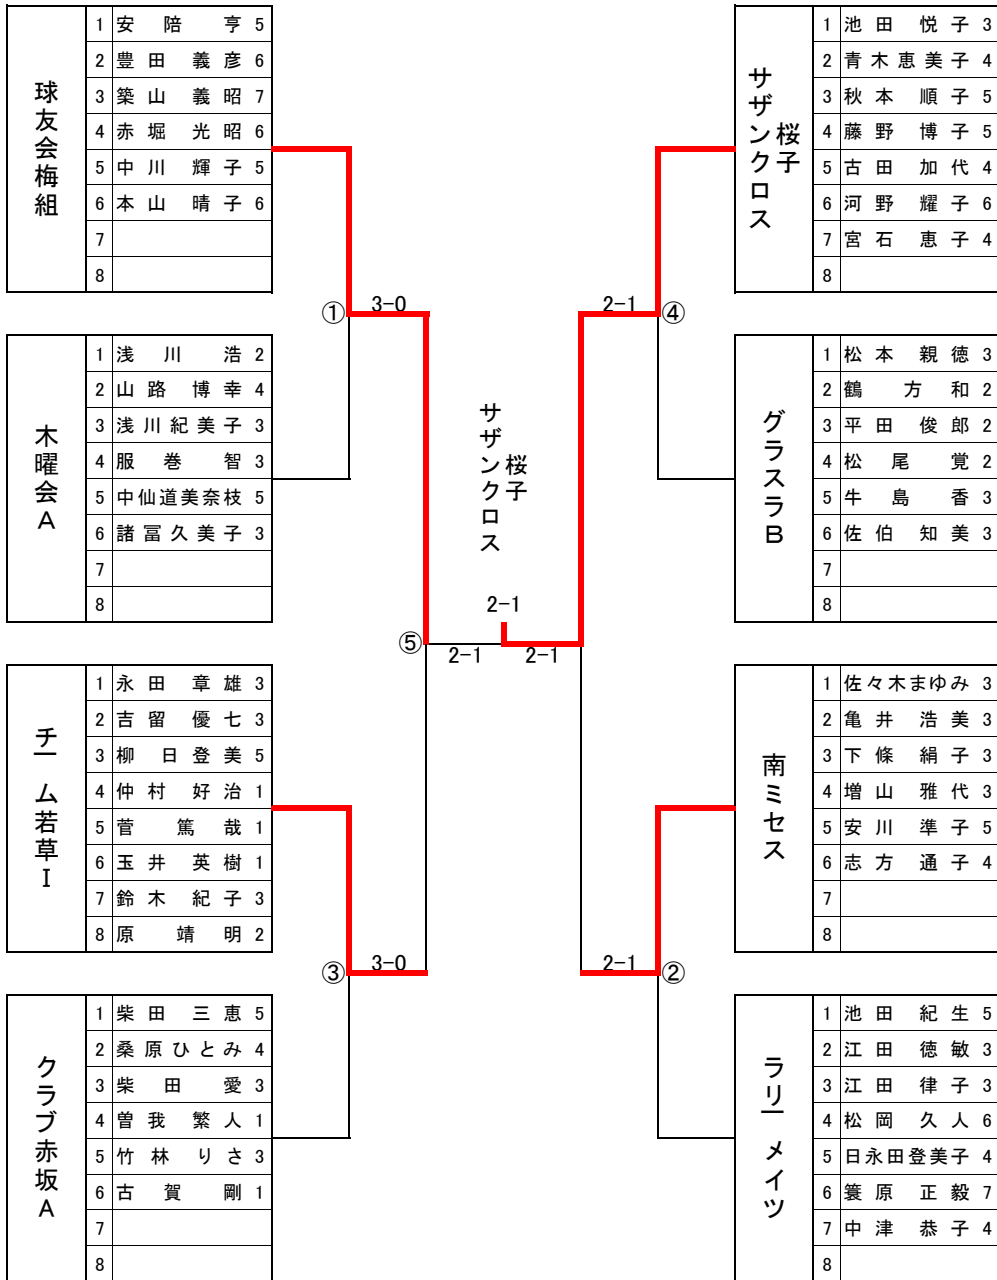 球友会梅組
1 安陪亨 5
2 豊田義彦 6
3 築山義昭 7
4 赤堀光昭 6
5 中川輝子 5
6 本山晴子 6
7
8
木曜会A
1 浅川浩 2
2 山路博幸 4
3 浅川紀美子 3
4 服巻智 3
5 中仙道美奈枝 5
6 諸冨久美子 3
7
8
チーム若草I
1 永田章雄 3
2 吉留優七 3
3 柳日登美 5
4 仲村好治 1
5 菅篤哉 1
6 玉井英樹 1
7 鈴木紀子 3
8 原靖明 2
クラブ赤坂A
1 柴田三恵 5
2 桑原ひとみ 4
3 柴田愛 3
4 曽我繁人 1
5 竹林りさ 3
6 古賀剛 1
7
8
① 3-0
2-1 ④
サザンクロス
桜子
2-1
⑤ 2-1 2-1
③ 3-0
2-1 ②
サザンクロス
桜子
1 池田悦子 3
2 青木恵美子 4
3 秋本順子 5
4 藤野博子 5
5 古田加代 4
6 河野耀子 6
7 宮石恵子 4
8
グラスラB
1 松本親徳 3
2 鶴方和 2
3 平田俊郎 2
4 松尾覚 2
5 牛島香 3
6 佐伯知美 3
7
8
南ミセス
1 佐々木まゆみ 3
2 亀井浩美 3
3 下條絹子 3
4 増山雅代 3
5 安川準子 5
6 志方通子 4
7
8
ラリーメイツ
1 池田紀生 5
2 江田徳敏 3
3 江田律子 3
4 松岡久人 6
5 日永田登美子 4
6 簑原正毅 7
7 中津恭子 4
8